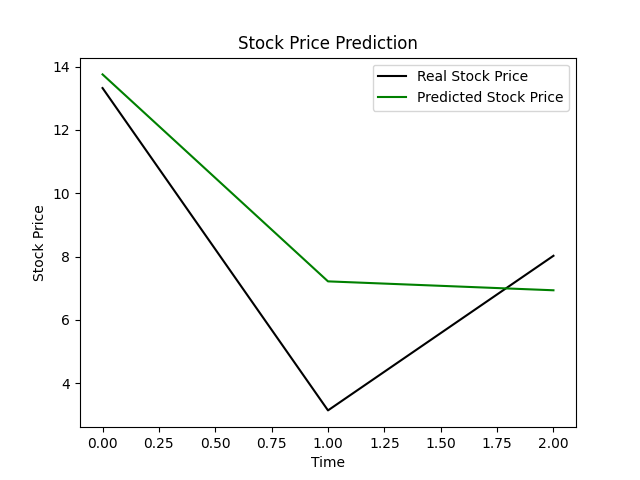 Stock Price Prediction
Real Stock Price
Predicted Stock Price
Stock Price
14
12
10
8
6
4
0.00 0.25 0.50 0.75 1.00 1.25 1.50 1.75 2.00
Time